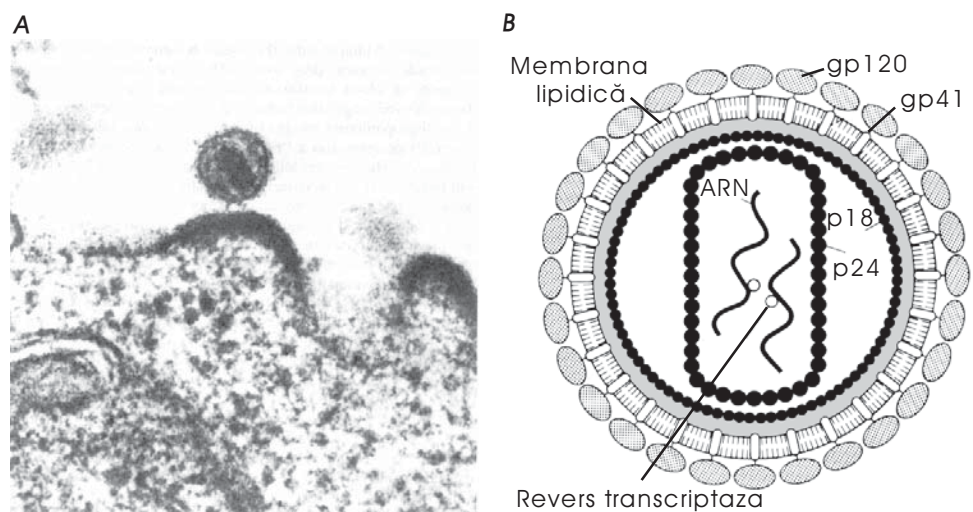 A
B
Membrana
lipidică
gp120
gp41
ARN
p18
p24
Revers transcriptaza